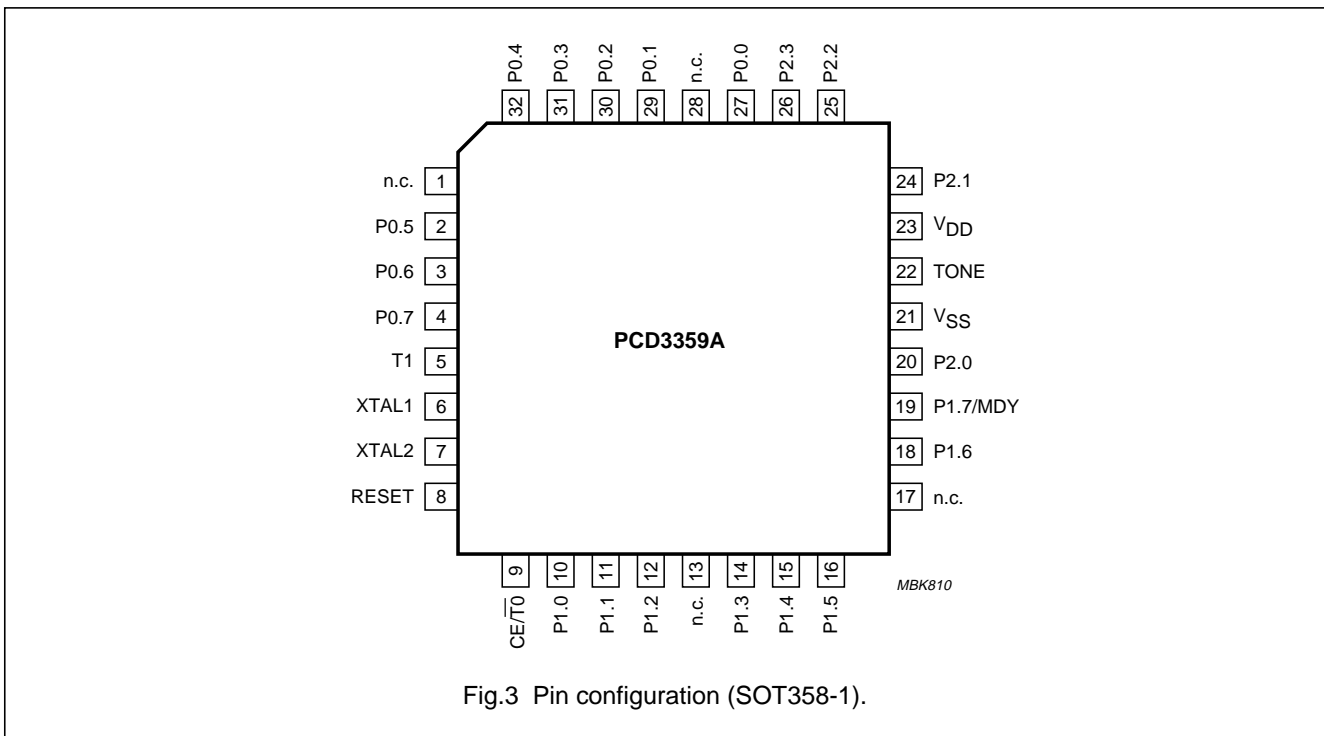 P0.4 P0.3 P0.2 P0.1 n.c. P0.0 P2.3 P2.2
32 31 30 29 28 27 26 25
n.c. 1 24 P2.1
P0.5 2 23 VDD
P0.6 3 22 TONE
P0.7 4 21 VSS
PCD3359A
T1 5 20 P2.0
XTAL1 6 19 P1.7/MDY
XTAL2 7 18 P1.6
RESET 8 17 n.c.
9 10 11 12 13 14 15 16
CE/T̅0̅ P1.0 P1.1 P1.2 n.c. P1.3 P1.4 P1.5
MBK810
Fig.3 Pin configuration (SOT358-1).